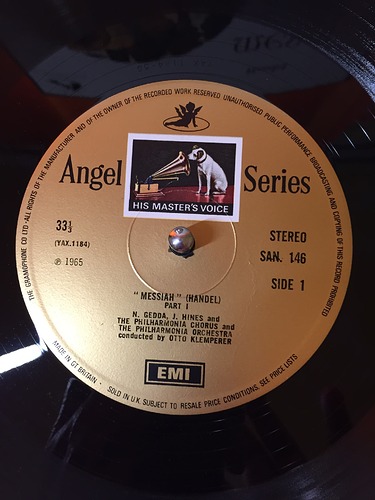 THE GRAMOPHONE CO LTD · ALL RIGHTS OF THE MANUFACTURER AND OF THE OWNER OF THE RECORDED WORK RESERVED UNAUTHORISED PUBLIC PERFORMANCE BROADCASTING AND COPYING OF THIS RECORD PROHIBITED
Angel Series
HIS MASTER'S VOICE
33⅓
(YAX.1184)
℗ 1965
STEREO
SAN. 146
SIDE 1
"MESSIAH" (HANDEL)
PART I
N. GEDDA, J. HINES and
THE PHILHARMONIA CHORUS and
THE PHILHARMONIA ORCHESTRA
conducted by OTTO KLEMPERER
EMI
MADE IN GT. BRITAIN · SOLD IN U.K. SUBJECT TO RESALE PRICE CONDITIONS, SEE PRICE LISTS